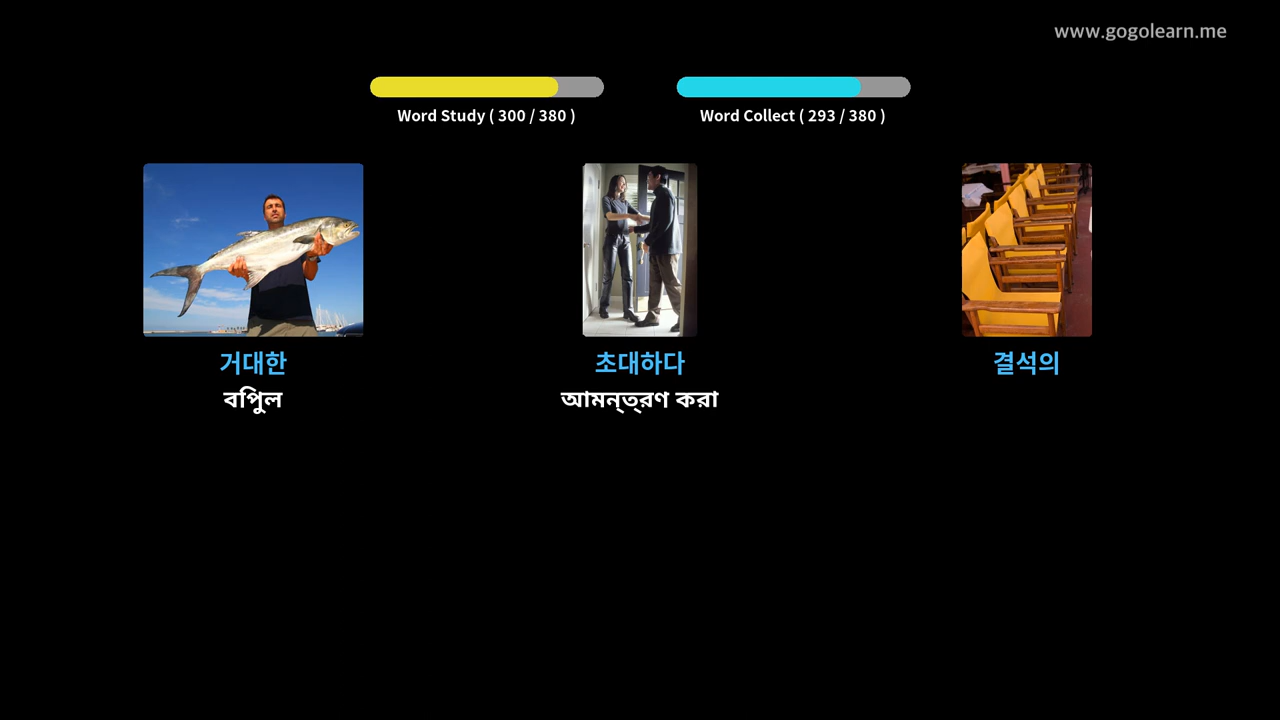 www.gogolearn.me
Word Study ( 300 / 380 )
Word Collect ( 293 / 380 )
거대한
초대하다
결석의
বিপুল
আমন্ত্রণ করা